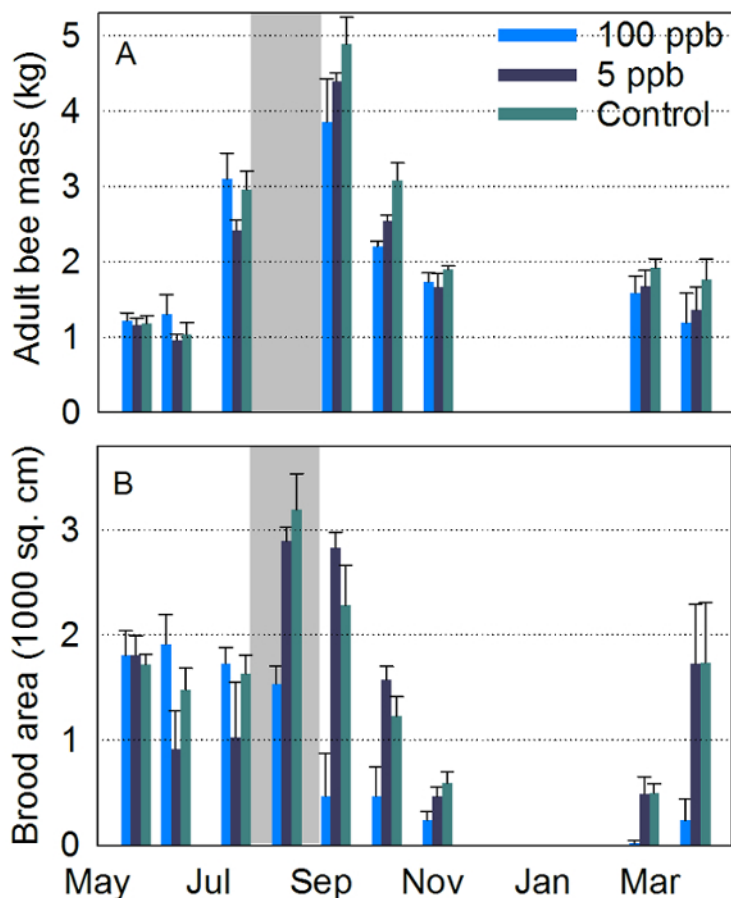 A
100 ppb
5 ppb
Control
Adult bee mass (kg)
5
4
3
2
1
0
B
Brood area (1000 sq. cm)
3
2
1
0
May Jul Sep Nov Jan Mar